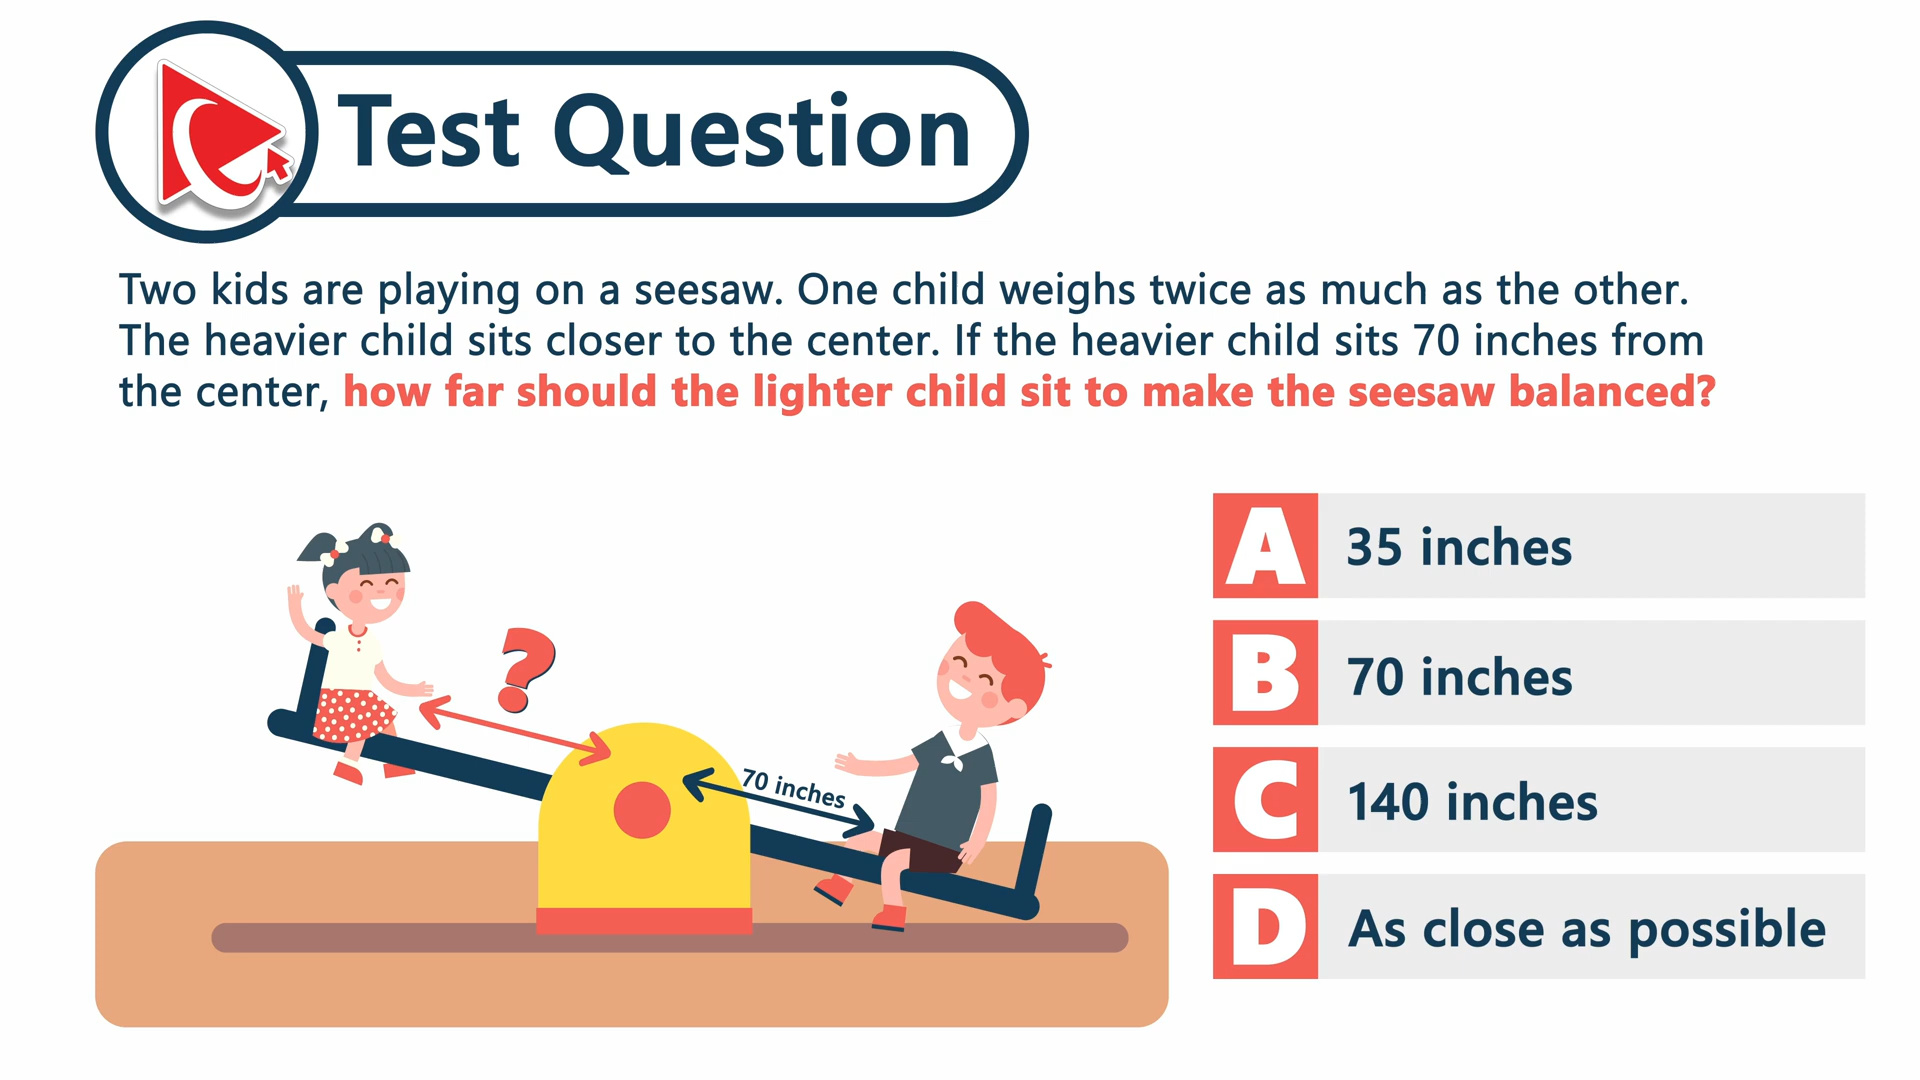 Test Question
Two kids are playing on a seesaw. One child weighs twice as much as the other.
The heavier child sits closer to the center. If the heavier child sits 70 inches from
the center, how far should the lighter child sit to make the seesaw balanced?
?
70 inches
A 35 inches
B 70 inches
C 140 inches
D As close as possible